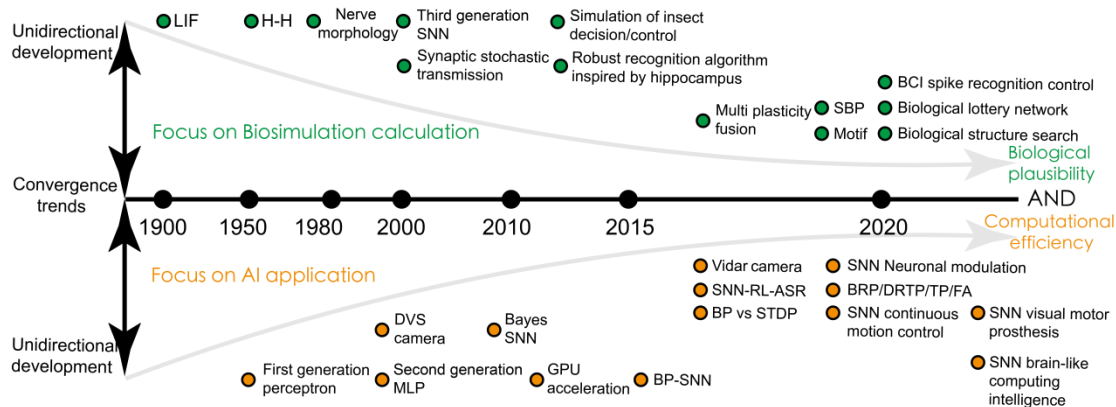 Unidirectional
development
LIF
H-H
Nerve
morphology
Third generation
SNN
Simulation of insect
decision/control
Synaptic stochastic
transmission
Robust recognition algorithm
inspired by hippocampus
BCI spike recognition control
Multi plasticity
fusion
SBP
Biological lottery network
Motif
Biological structure search
Focus on Biosimulation calculation
Biological
plausibility
Convergence
trends
AND
1900
1950
1980
2000
2010
2015
2020
Computational
efficiency
Focus on AI application
Vidar camera
SNN Neuronal modulation
SNN-RL-ASR
BRP/DRTP/TP/FA
BP vs STDP
SNN continuous
motion control
SNN visual motor
prosthesis
DVS
camera
Bayes
SNN
Unidirectional
development
First generation
perceptron
Second generation
MLP
GPU
acceleration
BP-SNN
SNN brain-like
computing
intelligence